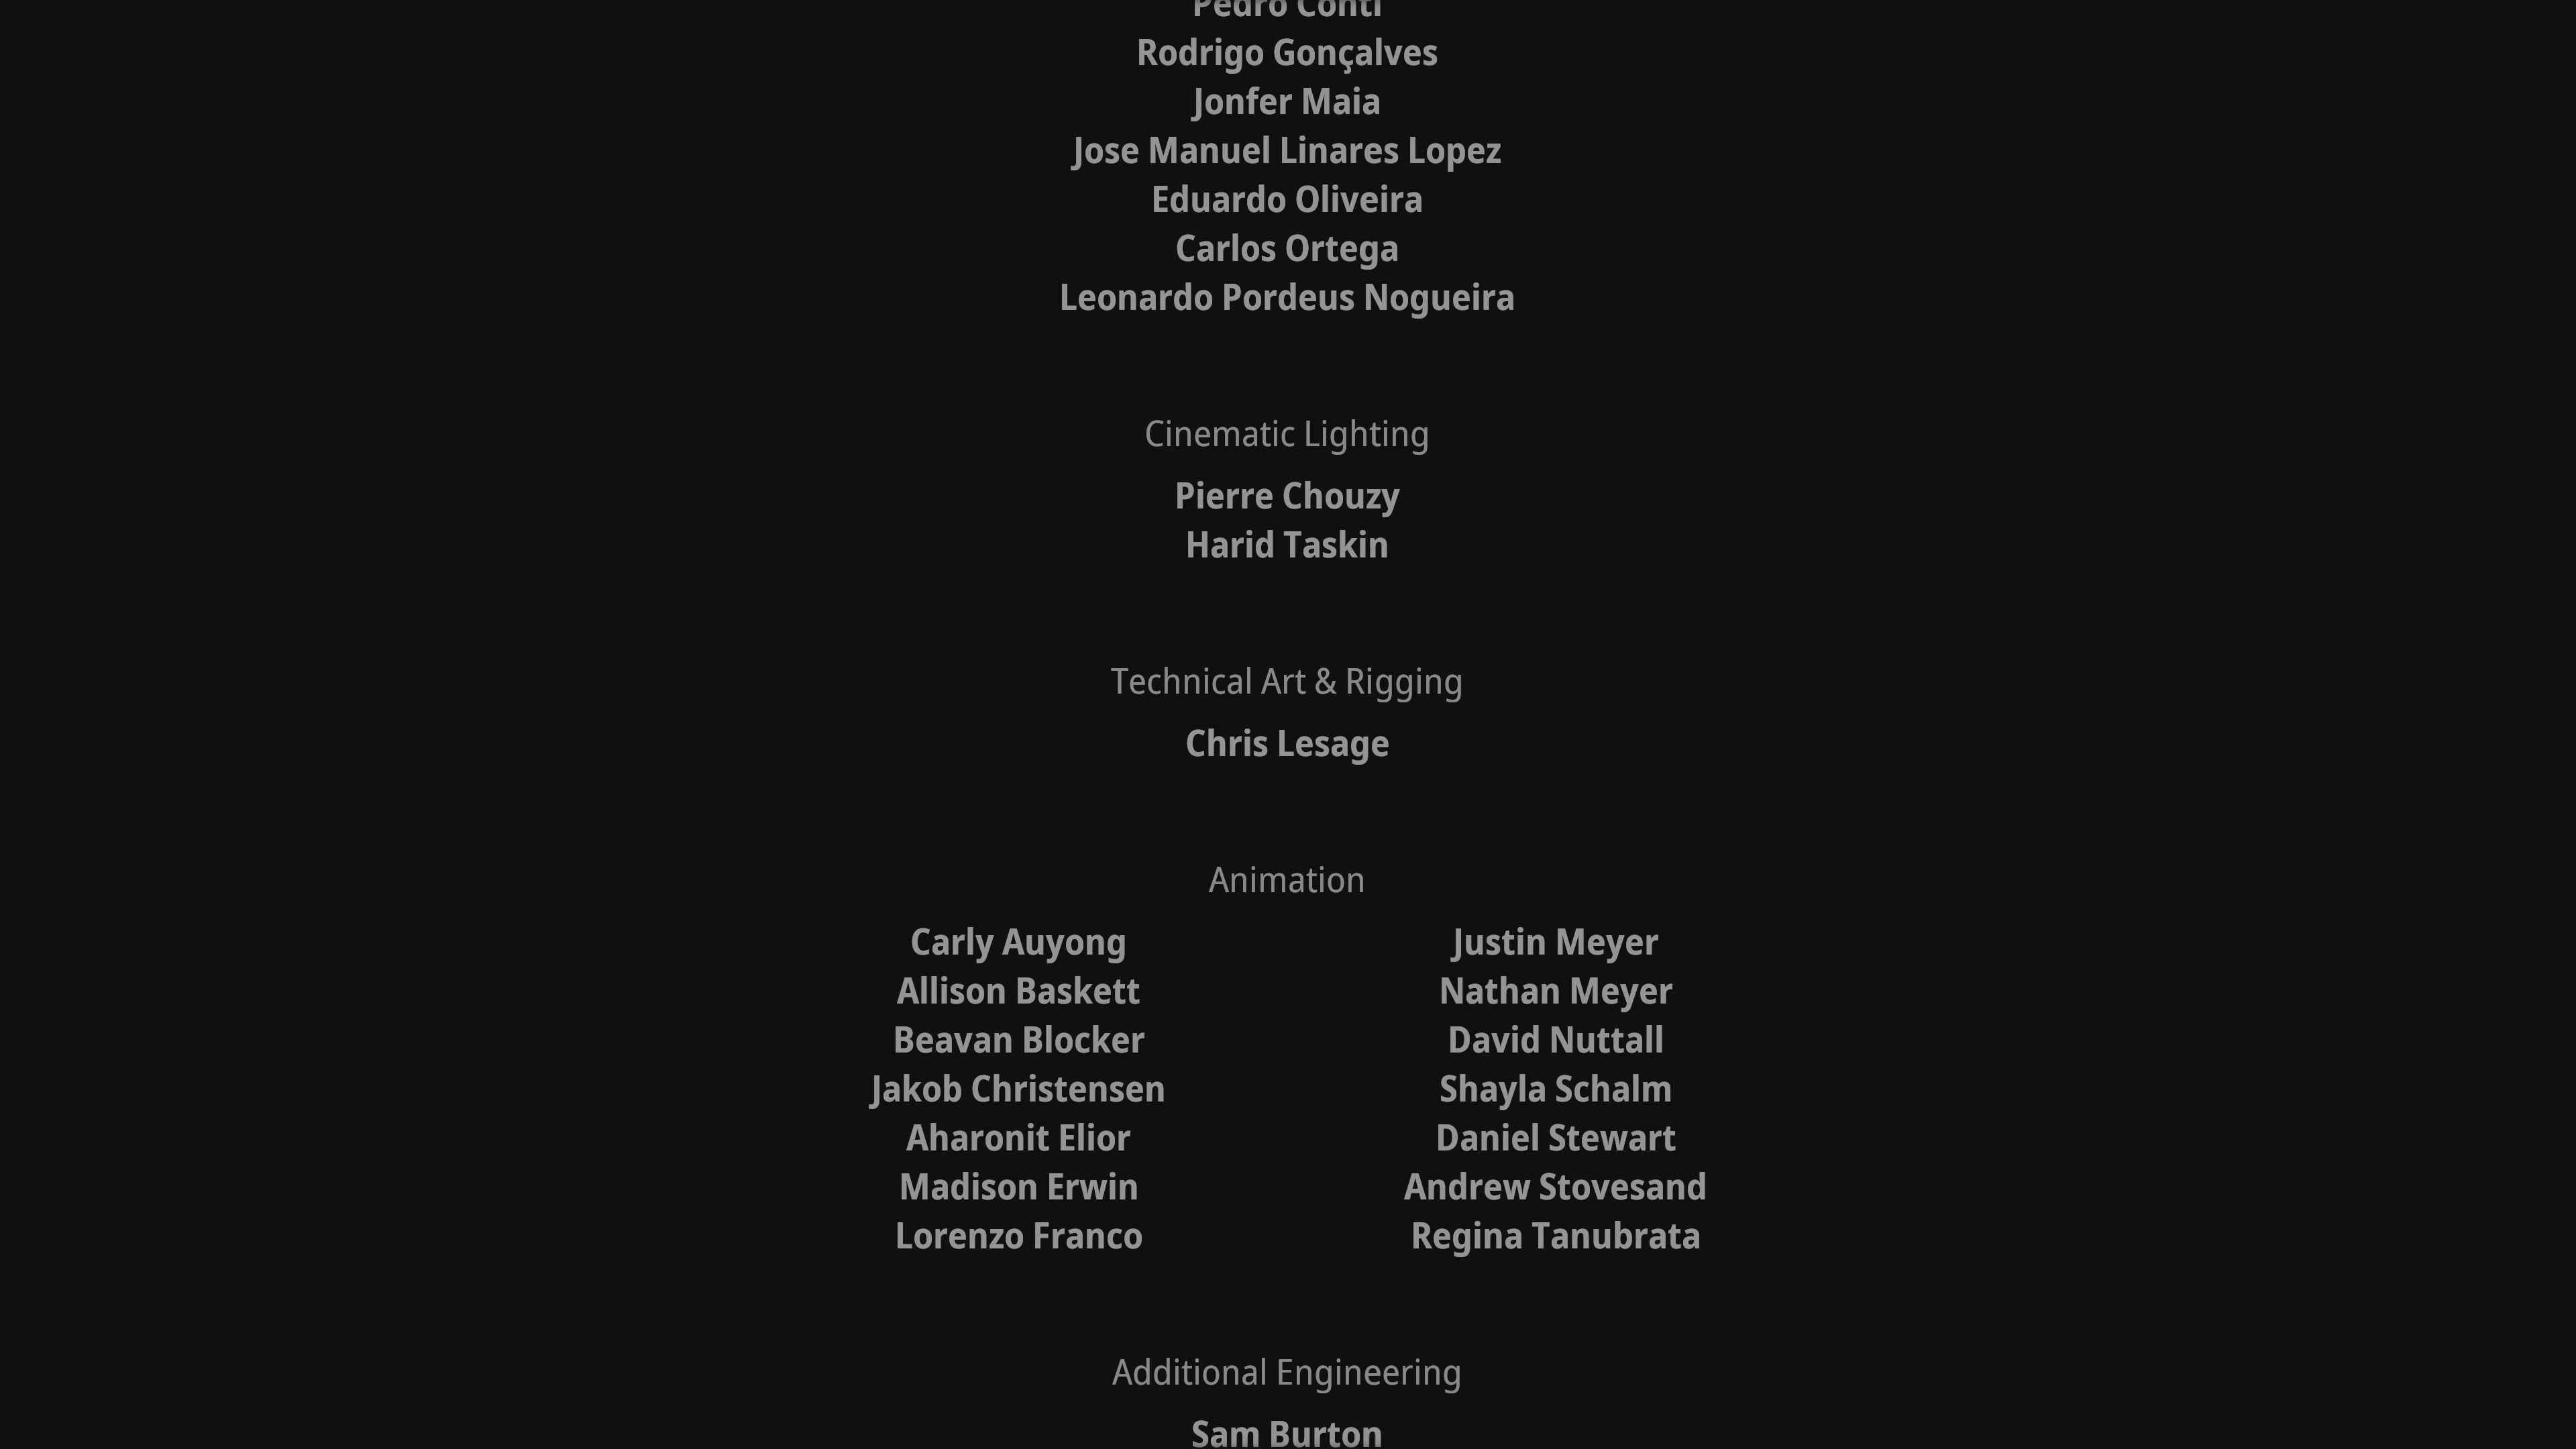 Pedro Conti
Rodrigo Gonçalves
Jonfer Maia
Jose Manuel Linares Lopez
Eduardo Oliveira
Carlos Ortega
Leonardo Pordeus Nogueira
Cinematic Lighting
Pierre Chouzy
Harid Taskin
Technical Art & Rigging
Chris Lesage
Animation
Carly Auyong
Allison Baskett
Beavan Blocker
Jakob Christensen
Aharonit Elior
Madison Erwin
Lorenzo Franco
Justin Meyer
Nathan Meyer
David Nuttall
Shayla Schalm
Daniel Stewart
Andrew Stovesand
Regina Tanubrata
Additional Engineering
Sam Burton